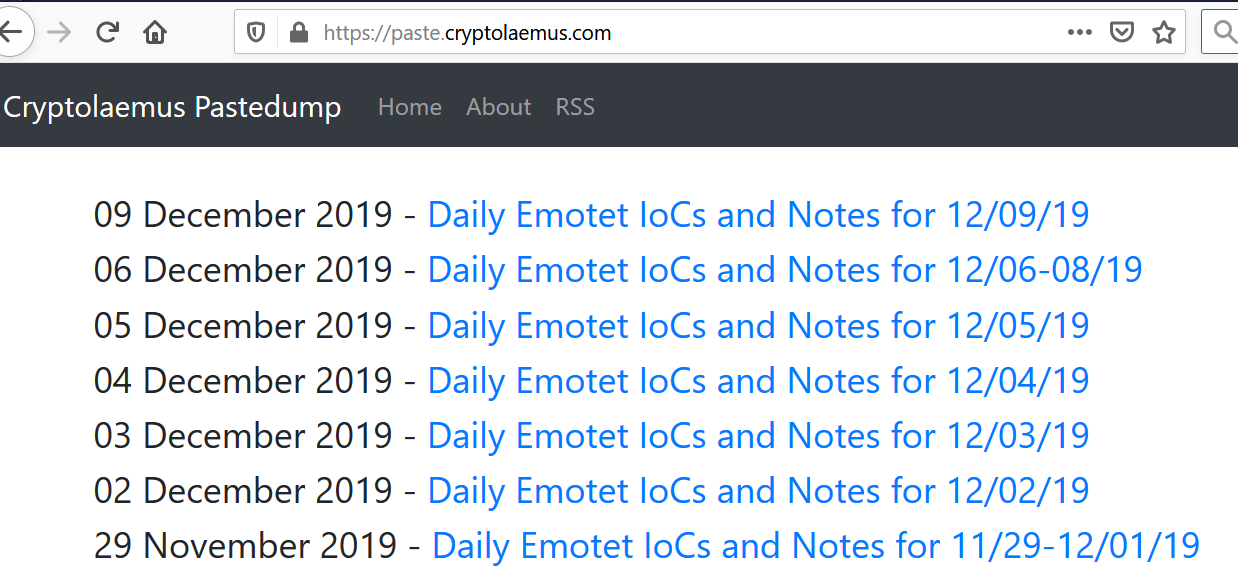 https://paste.cryptolaemus.com
Cryptolaemus Pastedump Home About RSS
09 December 2019 - Daily Emotet IoCs and Notes for 12/09/19
06 December 2019 - Daily Emotet IoCs and Notes for 12/06-08/19
05 December 2019 - Daily Emotet IoCs and Notes for 12/05/19
04 December 2019 - Daily Emotet IoCs and Notes for 12/04/19
03 December 2019 - Daily Emotet IoCs and Notes for 12/03/19
02 December 2019 - Daily Emotet IoCs and Notes for 12/02/19
29 November 2019 - Daily Emotet IoCs and Notes for 11/29-12/01/19